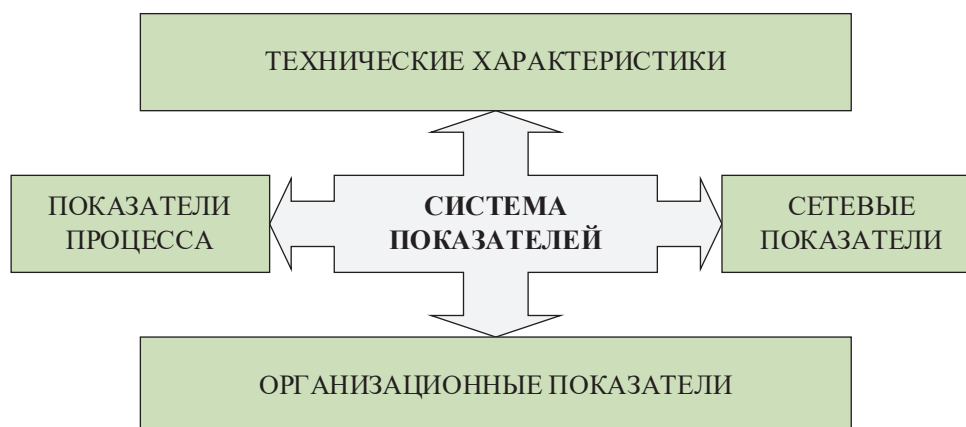 ТЕХНИЧЕСКИЕ ХАРАКТЕРИСТИКИ
ПОКАЗАТЕЛИ
ПРОЦЕССА
СИСТЕМА
ПОКАЗАТЕЛЕЙ
СЕТЕВЫЕ
ПОКАЗАТЕЛИ
ОРГАНИЗАЦИОННЫЕ ПОКАЗАТЕЛИ